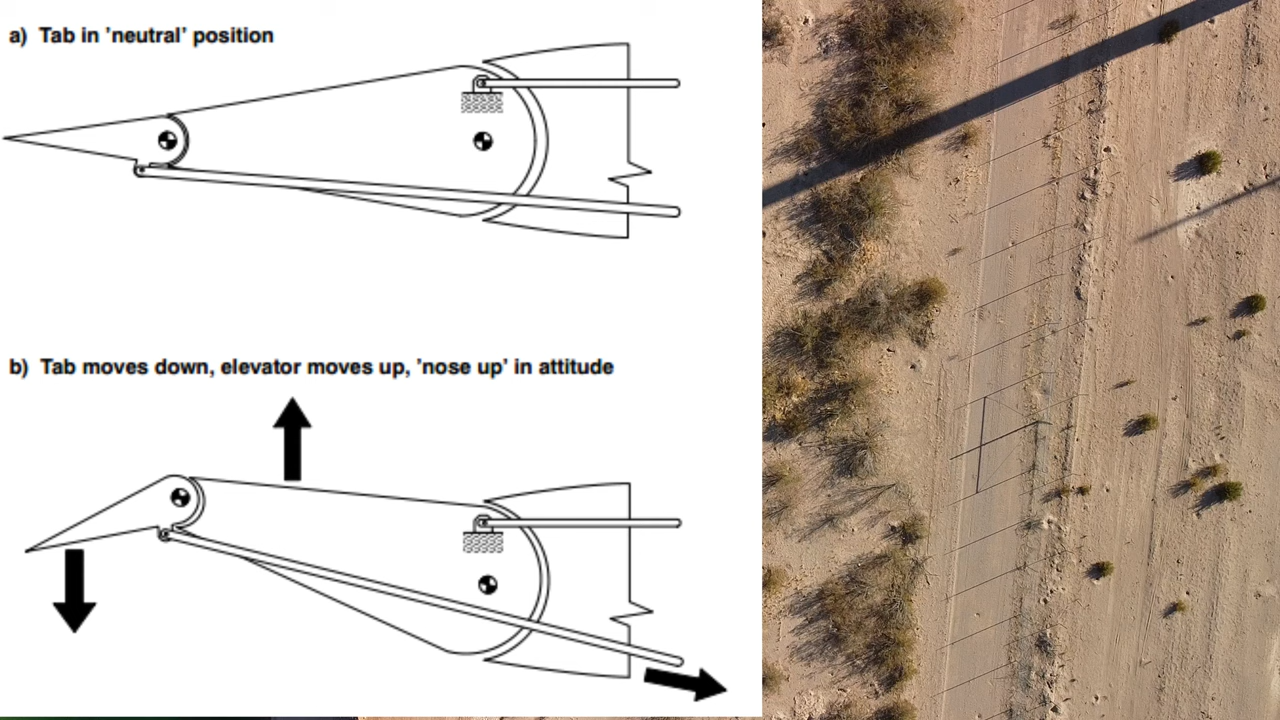 a) Tab in 'neutral' position
b) Tab moves down, elevator moves up, 'nose up' in attitude